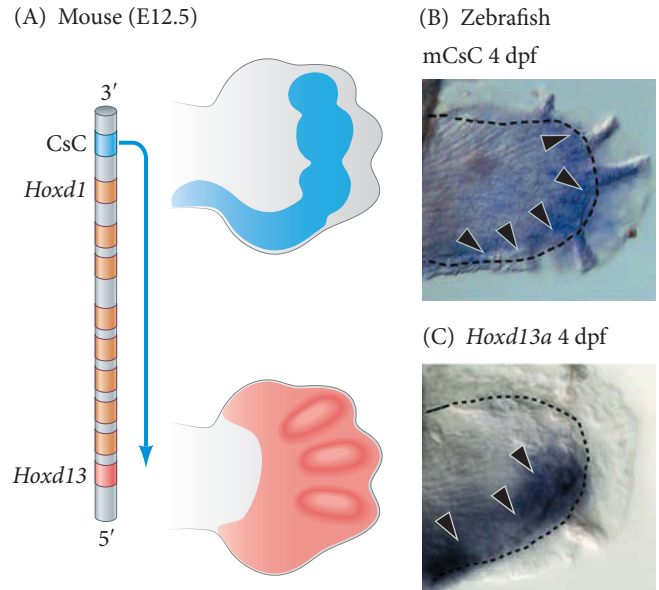 (A) Mouse (E12.5)
3′
CsC
Hoxd1
Hoxd13
5′
(B) Zebrafish
mCsC 4 dpf
(C) Hoxd13a 4 dpf